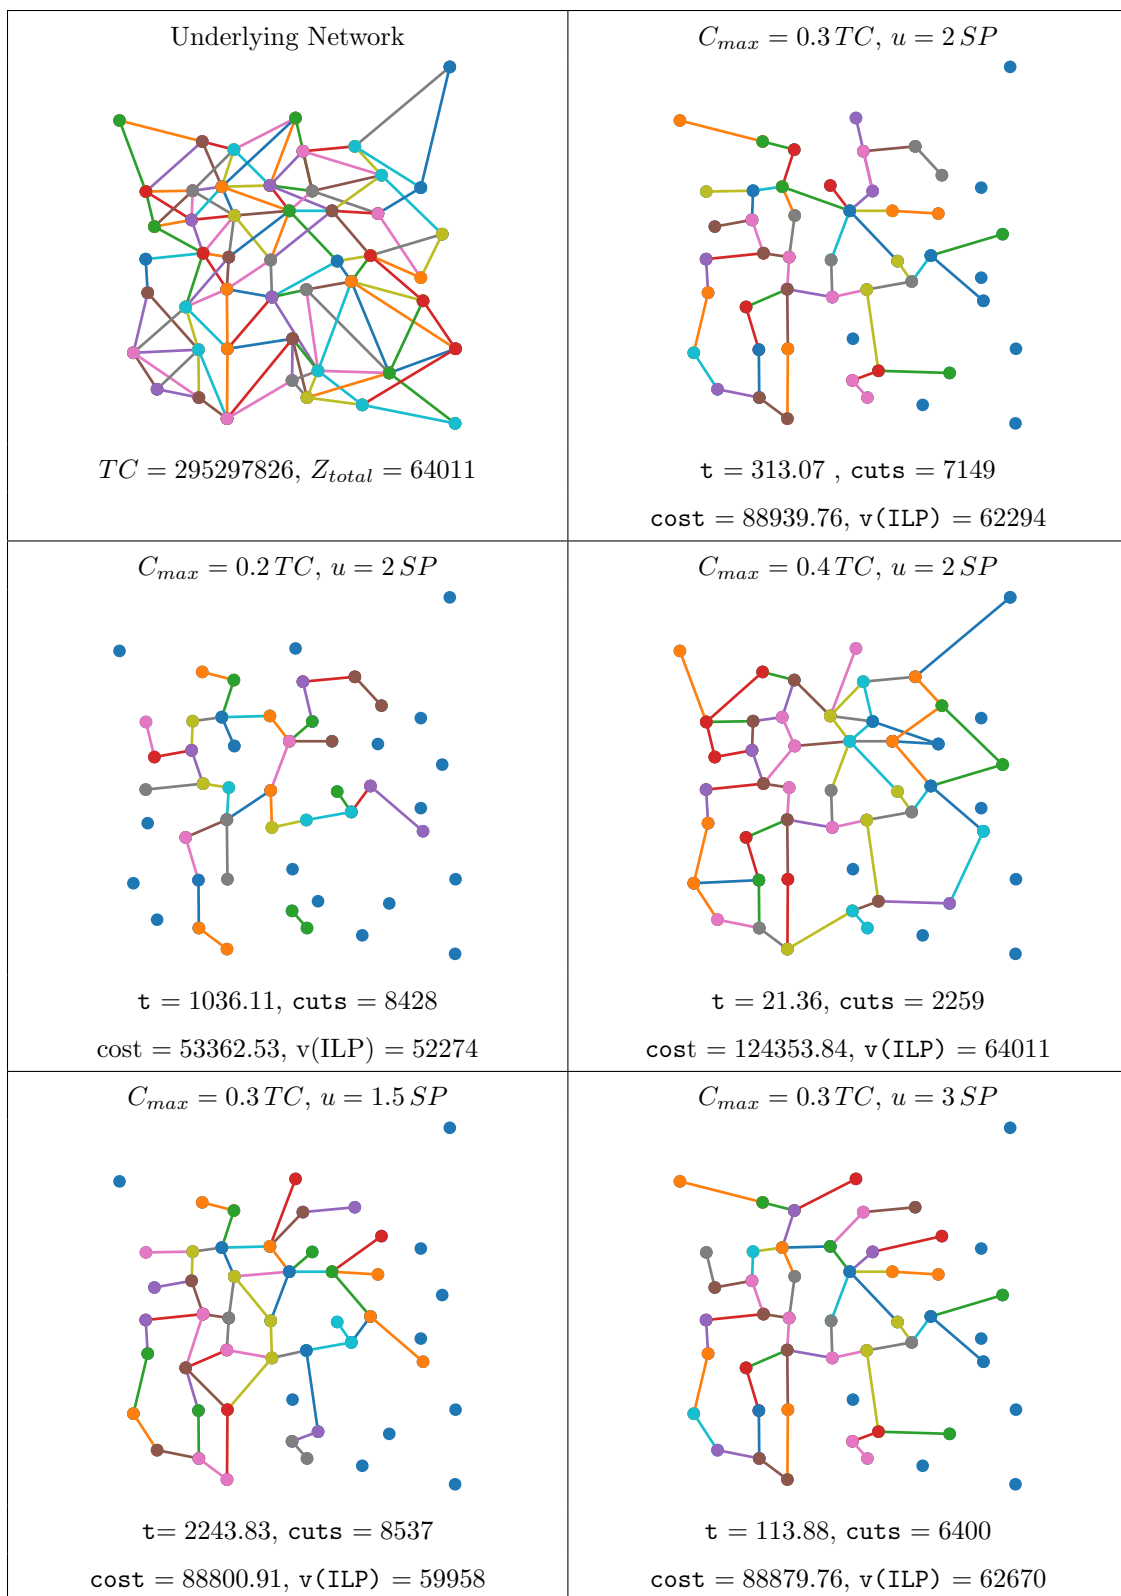 Underlying Network
TC = 295297826, Z_total = 64011
C_max = 0.3 TC, u = 2 SP
t = 313.07 , cuts = 7149
cost = 88939.76, v(ILP) = 62294
C_max = 0.2 TC, u = 2 SP
t = 1036.11, cuts = 8428
cost = 53362.53, v(ILP) = 52274
C_max = 0.4 TC, u = 2 SP
t = 21.36, cuts = 2259
cost = 124353.84, v(ILP) = 64011
C_max = 0.3 TC, u = 1.5 SP
t= 2243.83, cuts = 8537
cost = 88800.91, v(ILP) = 59958
C_max = 0.3 TC, u = 3 SP
t = 113.88, cuts = 6400
cost = 88879.76, v(ILP) = 62670